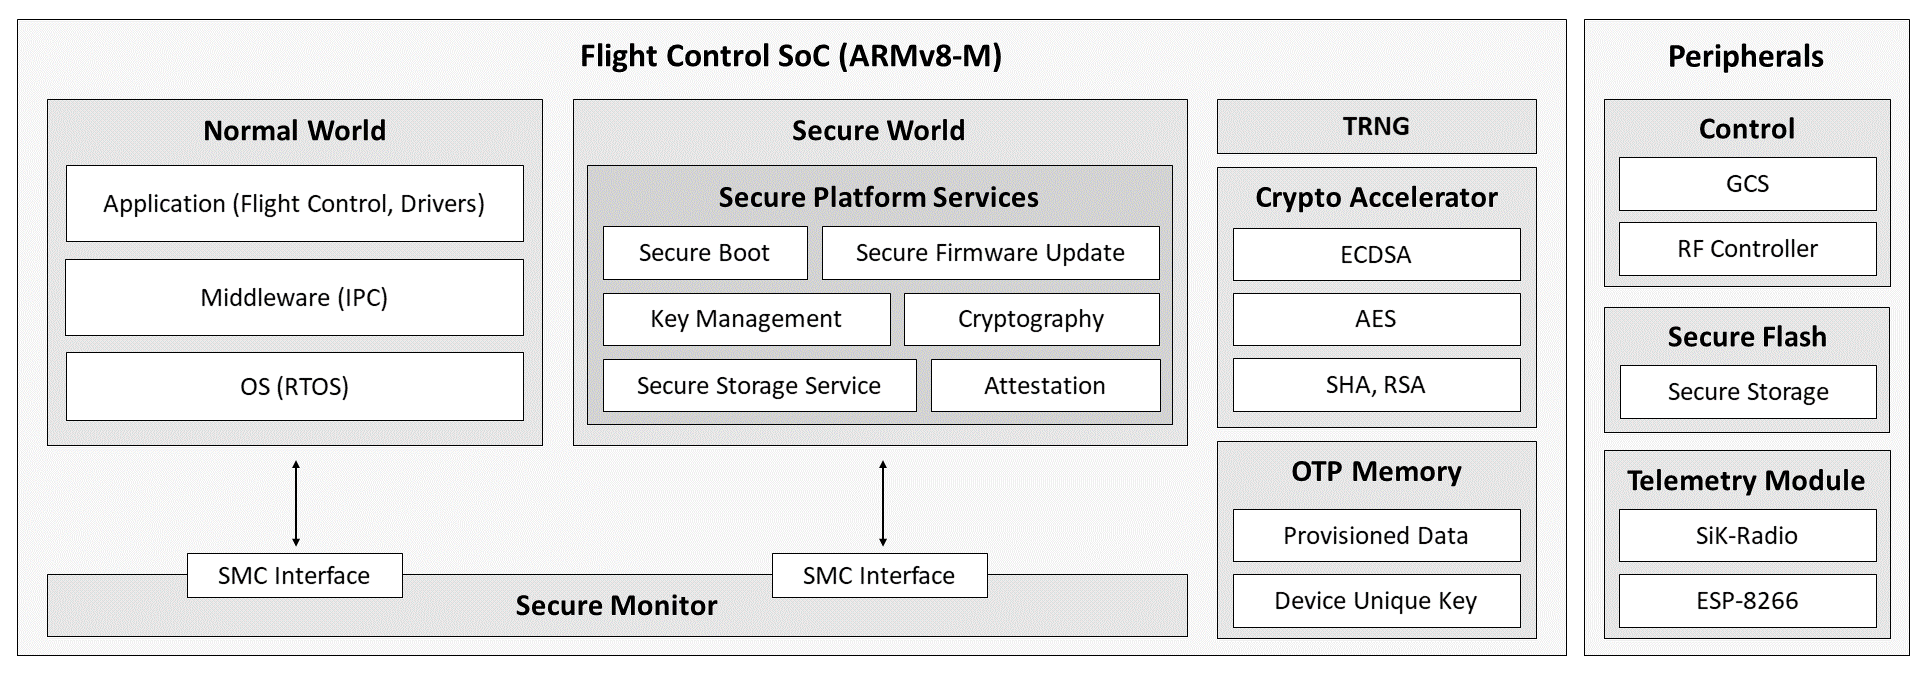 Flight Control SoC (ARMv8-M)
Normal World
Application (Flight Control, Drivers)
Middleware (IPC)
OS (RTOS)
Secure World
Secure Platform Services
Secure Boot
Secure Firmware Update
Key Management
Cryptography
Secure Storage Service
Attestation
SMC Interface
SMC Interface
Secure Monitor
TRNG
Crypto Accelerator
ECDSA
AES
SHA, RSA
OTP Memory
Provisioned Data
Device Unique Key
Peripherals
Control
GCS
RF Controller
Secure Flash
Secure Storage
Telemetry Module
SiK-Radio
ESP-8266